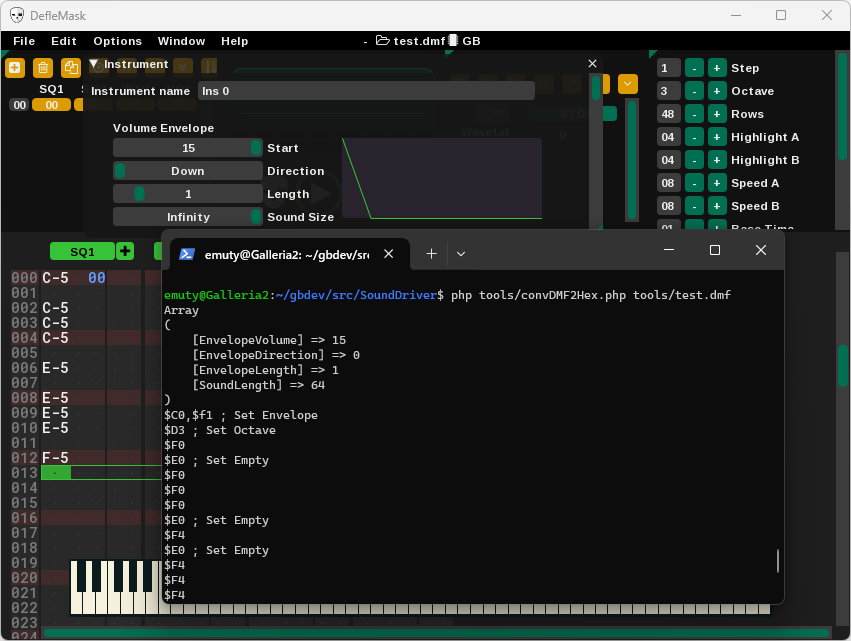 DefleMask
File Edit Options Window Help - test.dmf GB
Instrument
SQ1
00 00
Instrument name Ins 0
Volume Envelope
15 Start
Down Direction
1 Length
Infinity Sound Size
STD
Wavetal
0
1 - + Step
3 - + Octave
48 - + Rows
04 - + Highlight A
04 - + Highlight B
08 - + Speed A
08 - + Speed B
01 - + Base Time
SQ1 +
000 C-5 00
001
002 C-5
003 C-5
004 C-5
005
006 E-5
007
008 E-5
009 E-5
010 E-5
011
012 F-5
013
014
015
016
017
018
019
020
021
022
023
024
emuty@Galleria2: ~/gbdev/sr
emuty@Galleria2:~/gbdev/src/SoundDriver$ php tools/convDMF2Hex.php tools/test.dmf
Array
(
[EnvelopeVolume] => 15
[EnvelopeDirection] => 0
[EnvelopeLength] => 1
[SoundLength] => 64
)
$C0,$f1 ; Set Envelope
$D3 ; Set Octave
$F0
$E0 ; Set Empty
$F0
$F0
$F0
$E0 ; Set Empty
$F4
$E0 ; Set Empty
$F4
$F4
$F4